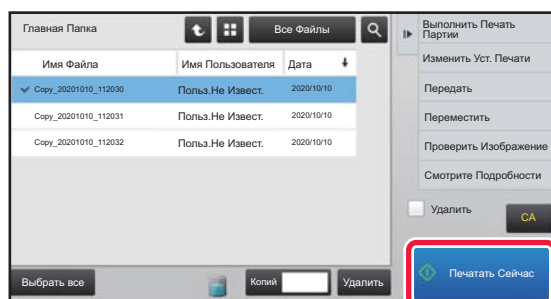 Главная Папка
Все Файлы
Имя Файла Имя Пользователя Дата
Copy_20201010_112030 Польз.Не Извест. 2020/10/10
Copy_20201010_112031 Польз.Не Извест. 2020/10/10
Copy_20201010_112032 Польз.Не Извест. 2020/10/10
Выбрать все
Копий
Удалить
Выполнить Печать
Партии
Изменить Уст. Печати
Передать
Переместить
Проверить Изображение
Смотрите Подробности
Удалить
CA
Печатать Сейчас